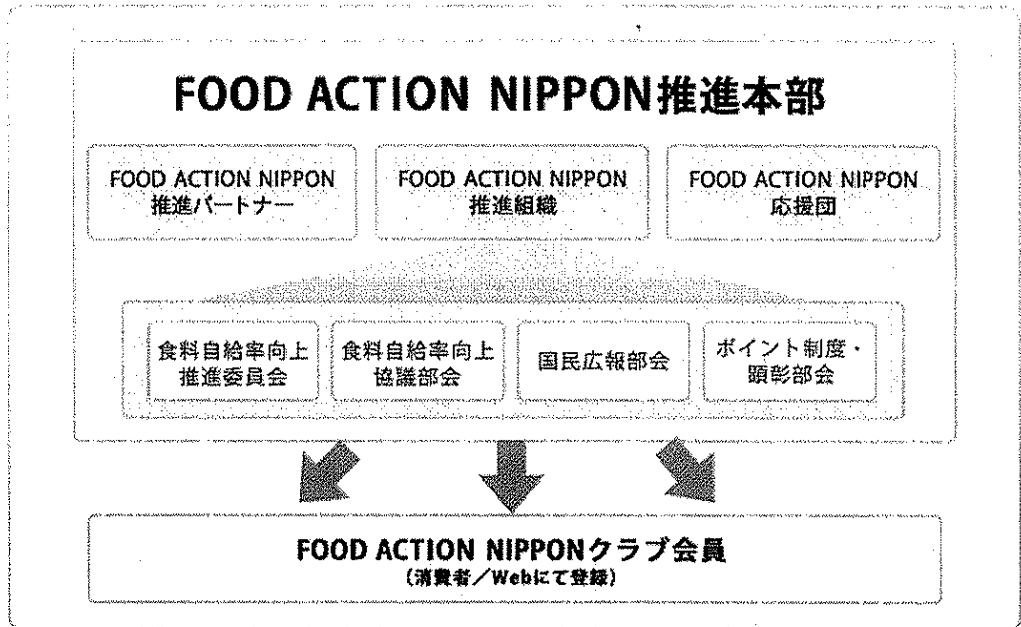 FOOD ACTION NIPPON推進本部
FOOD ACTION NIPPON
推進パートナー
FOOD ACTION NIPPON
推進組織
FOOD ACTION NIPPON
応援団
食料自給率向上
推進委員会
食料自給率向上
協議部会
国民広報部会
ポイント制度・
顕彰部会
FOOD ACTION NIPPONクラブ会員
(消費者/Webにて登録)